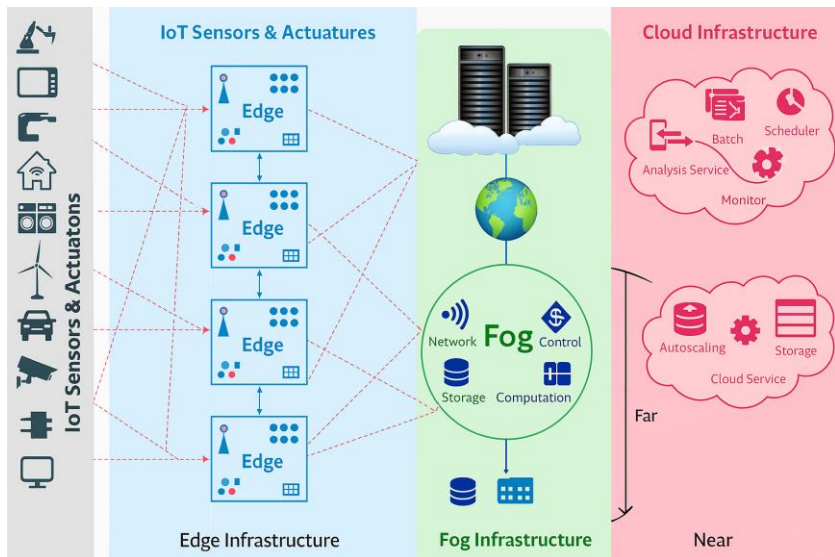 IoT Sensors & Actuatons
IoT Sensors & Actuatures
Edge
Edge
Edge
Edge
Edge Infrastructure
Network
Fog
Control
Storage
Computation
Fog Infrastructure
Cloud Infrastructure
Batch
Scheduler
Analysis Service
Monitor
Autoscaling
Storage
Cloud Service
Far
Near